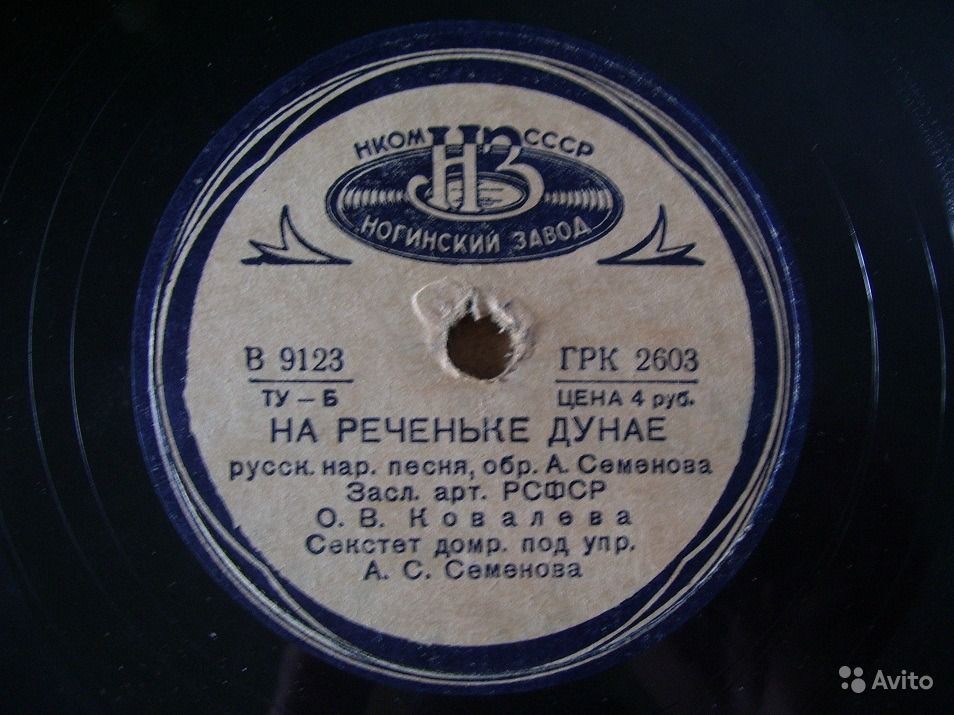 НКОМ НЗ СССР
НОГИНСКИЙ ЗАВОД
В 9123 ГРК 2603
ТУ – Б ЦЕНА 4 руб.
НА РЕЧЕНЬКЕ ДУНАЕ
русск. нар. песня, обр. А. Семенова
Засл. арт. РСФСР
О. В. Ковалева
Секстет домр. под упр.
А. С. Семенова
Avito